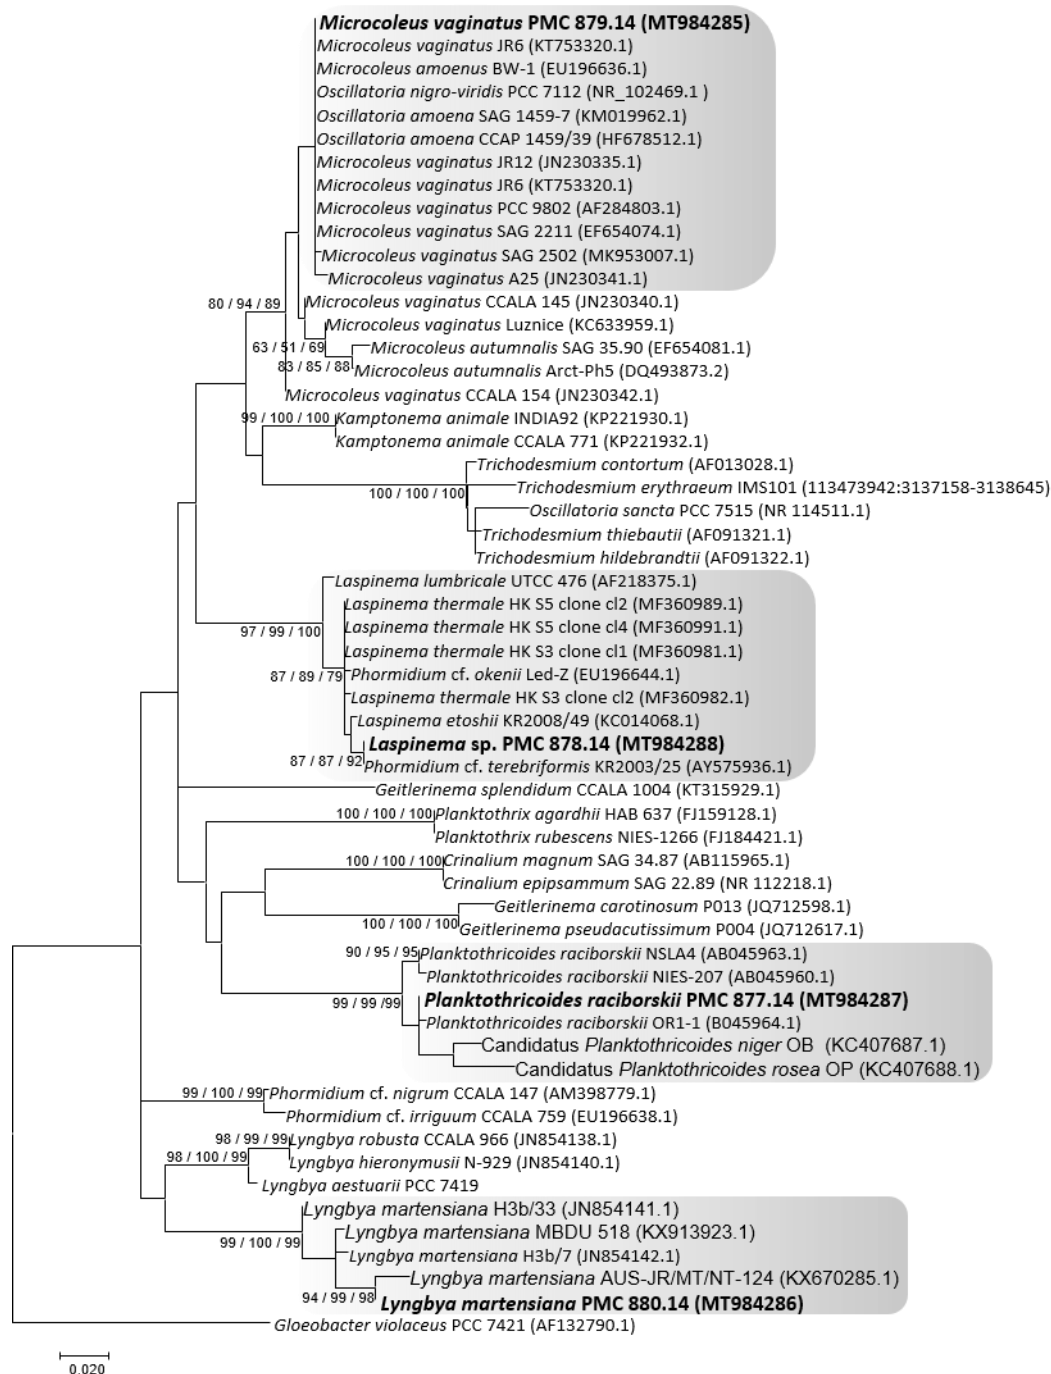 Microcoleus vaginatus PMC 879.14 (MT984285)
Microcoleus vaginatus JR6 (KT753320.1)
Microcoleus amoenus BW-1 (EU196636.1)
Oscillatoria nigro-viridis PCC 7112 (NR_102469.1 )
Oscillatoria amoena SAG 1459-7 (KM019962.1)
Oscillatoria amoena CCAP 1459/39 (HF678512.1)
Microcoleus vaginatus JR12 (JN230335.1)
Microcoleus vaginatus JR6 (KT753320.1)
Microcoleus vaginatus PCC 9802 (AF284803.1)
Microcoleus vaginatus SAG 2211 (EF654074.1)
Microcoleus vaginatus SAG 2502 (MK953007.1)
Microcoleus vaginatus A25 (JN230341.1)
80 / 94 / 89 Microcoleus vaginatus CCALA 145 (JN230340.1)
Microcoleus vaginatus Luznice (KC633959.1)
63 / 51 / 69 Microcoleus autumnalis SAG 35.90 (EF654081.1)
83 / 85 / 88 Microcoleus autumnalis Arct-Ph5 (DQ493873.2)
Microcoleus vaginatus CCALA 154 (JN230342.1)
99 / 100 / 100 Kamptonema animale INDIA92 (KP221930.1)
Kamptonema animale CCALA 771 (KP221932.1)
Trichodesmium contortum (AF013028.1)
100 / 100 / 100 Trichodesmium erythraeum IMS101 (113473942:3137158-3138645)
Oscillatoria sancta PCC 7515 (NR 114511.1)
Trichodesmium thiebautii (AF091321.1)
Trichodesmium hildebrandtii (AF091322.1)
Laspinema lumbricale UTCC 476 (AF218375.1)
Laspinema thermale HK S5 clone cl2 (MF360989.1)
97 / 99 / 100 Laspinema thermale HK S5 clone cl4 (MF360991.1)
Laspinema thermale HK S3 clone cl1 (MF360981.1)
87 / 89 / 79 Phormidium cf. okenii Led-Z (EU196644.1)
Laspinema thermale HK S3 clone cl2 (MF360982.1)
Laspinema etoshii KR2008/49 (KC014068.1)
Laspinema sp. PMC 878.14 (MT984288)
87 / 87 / 92 Phormidium cf. terebriformis KR2003/25 (AY575936.1)
Geitlerinema splendidum CCALA 1004 (KT315929.1)
100 / 100 / 100 Planktothrix agardhii HAB 637 (FJ159128.1)
Planktothrix rubescens NIES-1266 (FJ184421.1)
100 / 100 / 100 Crinalium magnum SAG 34.87 (AB115965.1)
Crinalium epipsammum SAG 22.89 (NR 112218.1)
Geitlerinema carotinosum P013 (JQ712598.1)
100 / 100 / 100 Geitlerinema pseudacutissimum P004 (JQ712617.1)
90 / 95 / 95 Planktothricoides raciborskii NSLA4 (AB045963.1)
Planktothricoides raciborskii NIES-207 (AB045960.1)
99 / 99 /99 Planktothricoides raciborskii PMC 877.14 (MT984287)
Planktothricoides raciborskii OR1-1 (B045964.1)
Candidatus Planktothricoides niger OB (KC407687.1)
Candidatus Planktothricoides rosea OP (KC407688.1)
99 / 100 / 99 Phormidium cf. nigrum CCALA 147 (AM398779.1)
Phormidium cf. irriguum CCALA 759 (EU196638.1)
98 / 99 / 99 Lyngbya robusta CCALA 966 (JN854138.1)
98 / 100 / 99 Lyngbya hieronymusii N-929 (JN854140.1)
Lyngbya aestuarii PCC 7419
Lyngbya martensiana H3b/33 (JN854141.1)
Lyngbya martensiana MBDU 518 (KX913923.1)
99 / 100 / 99 Lyngbya martensiana H3b/7 (JN854142.1)
Lyngbya martensiana AUS-JR/MT/NT-124 (KX670285.1)
94 / 99 / 98 Lyngbya martensiana PMC 880.14 (MT984286)
Gloeobacter violaceus PCC 7421 (AF132790.1)
0.020